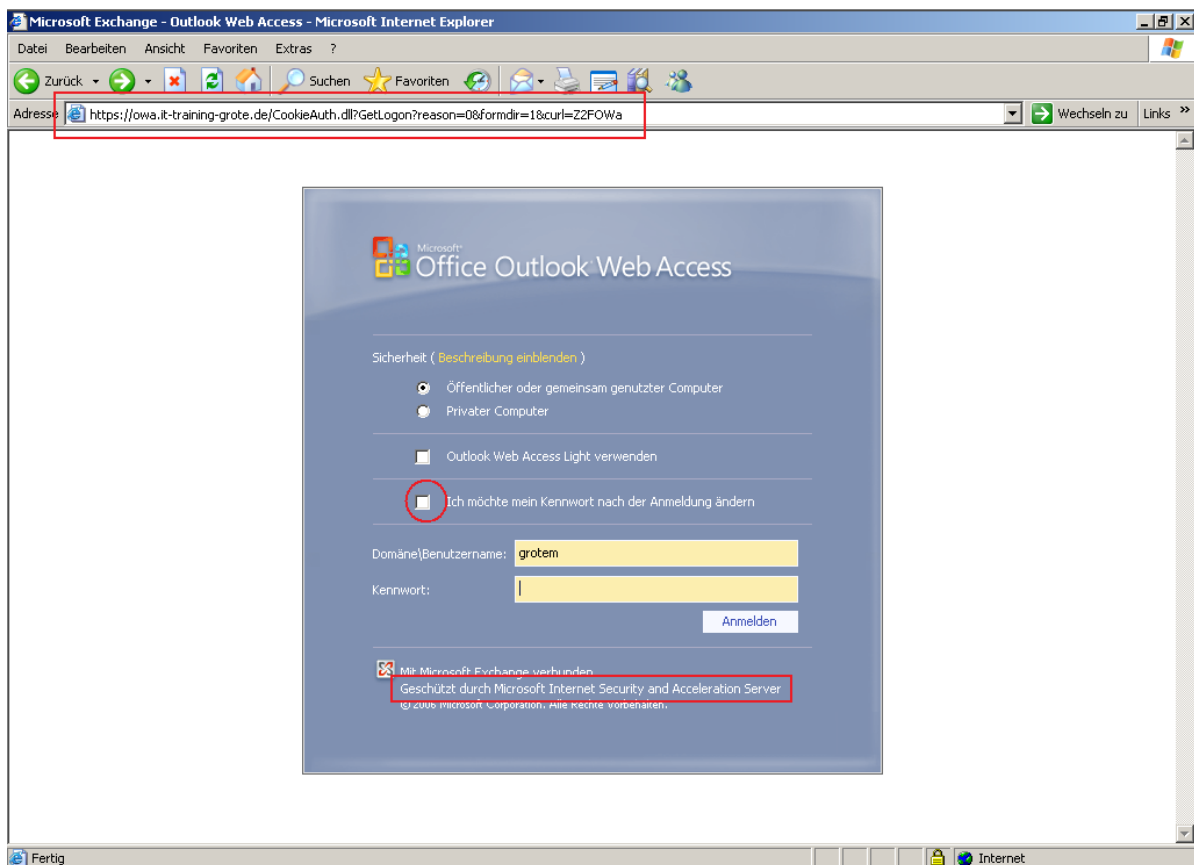 Microsoft Exchange - Outlook Web Access - Microsoft Internet Explorer
Datei Bearbeiten Ansicht Favoriten Extras ?
Zurück Suchen Favoriten
Adresse https://owa.it-training-grote.de/CookieAuth.dll?GetLogon?reason=0&formdir=1&curl=Z2FOWa Wechseln zu Links »
Microsoft®
Office Outlook Web Access
Sicherheit ( Beschreibung einblenden )
Öffentlicher oder gemeinsam genutzter Computer
Privater Computer
Outlook Web Access Light verwenden
Ich möchte mein Kennwort nach der Anmeldung ändern
Domäne\Benutzername: grotem
Kennwort:
Anmelden
Mit Microsoft Exchange verbunden
Geschützt durch Microsoft Internet Security and Acceleration Server
© 2006 Microsoft Corporation. Alle Rechte vorbehalten.
Fertig Internet